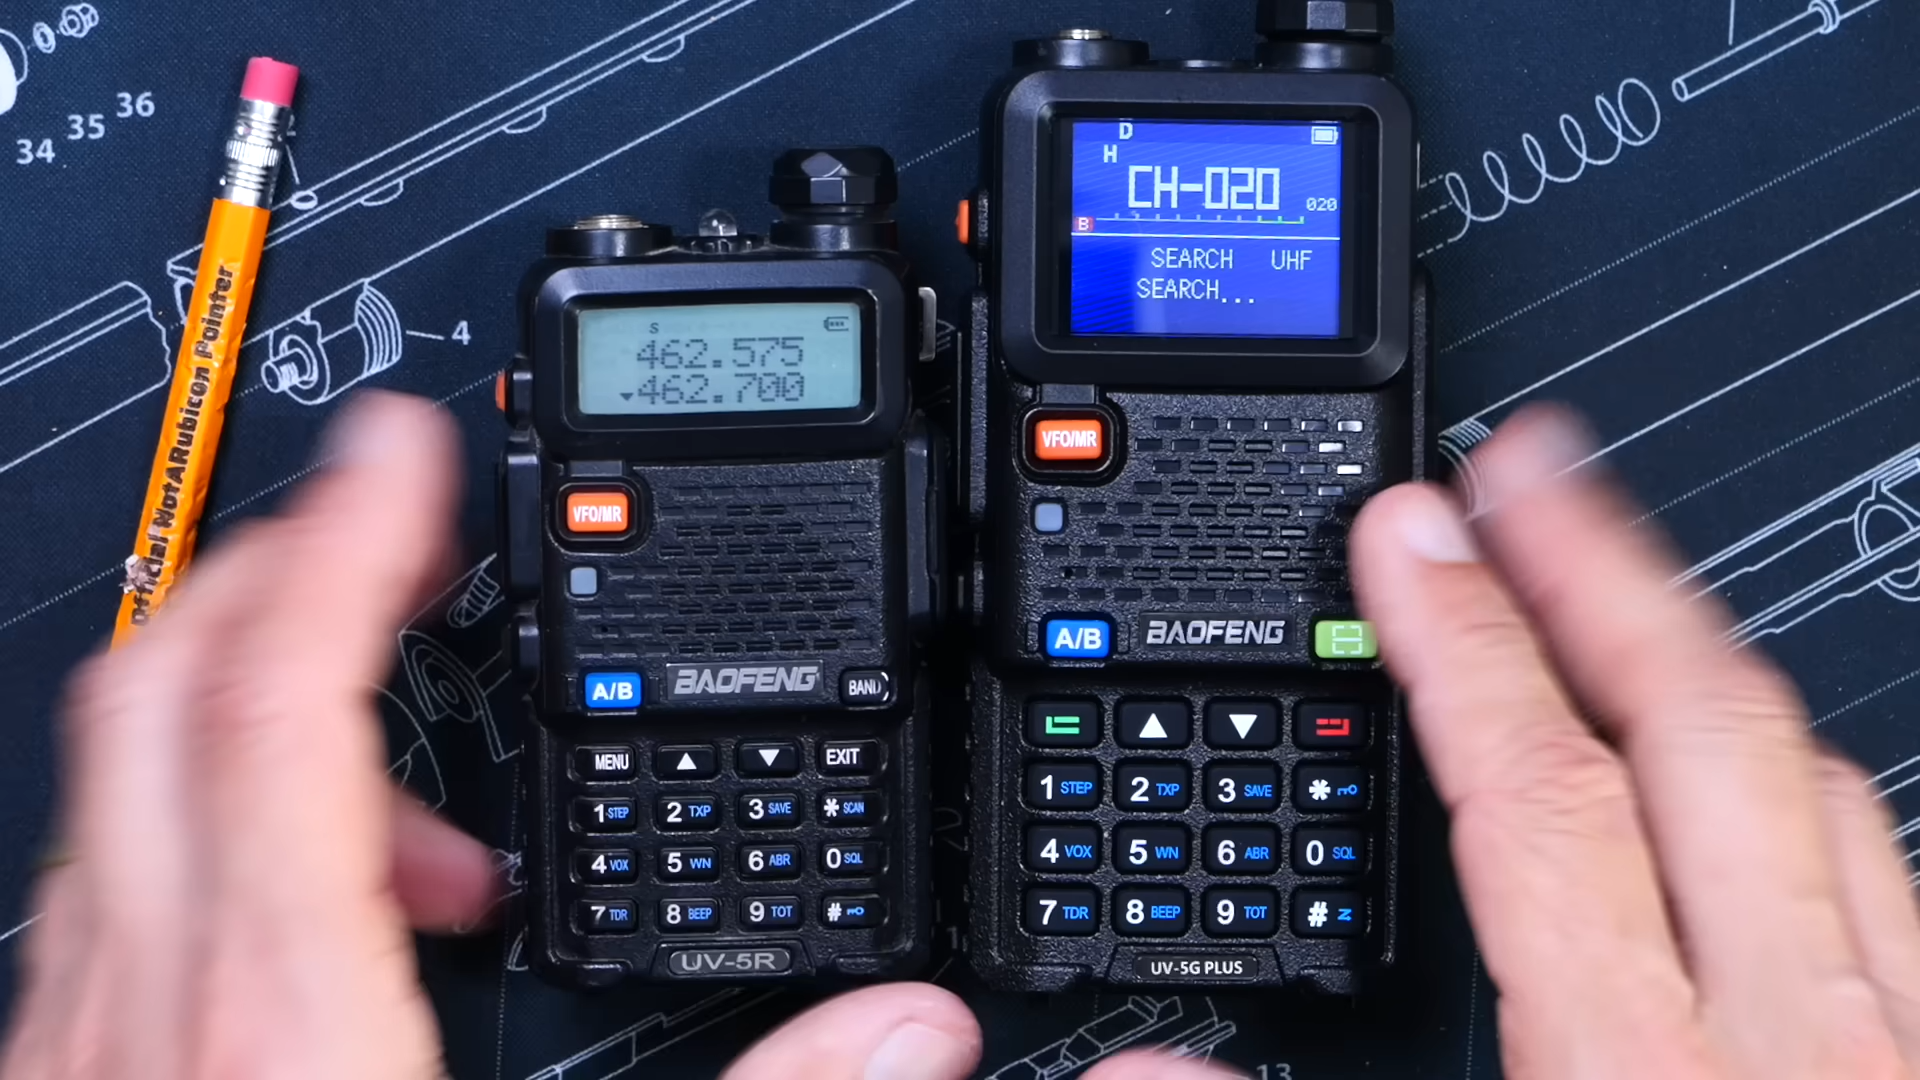 34 35 36
4
13
Official NotARubicon Pointer
S
462.575
462.700
VFO/MR
A/B
BAOFENG
BAND
MENU
EXIT
1 STEP
2 TXP
3 SAVE
* SCAN
4 VOX
5 WN
6 ABR
0 SQL
7 TDR
8 BEEP
9 TOT
#
UV-5R
D
H
CH-020
020
B
SEARCH UHF
SEARCH...
VFO/MR
A/B
BAOFENG
1 STEP
2 TXP
3 SAVE
*
4 VOX
5 WN
6 ABR
0 SQL
7 TDR
8 BEEP
9 TOT
#
UV-5G PLUS